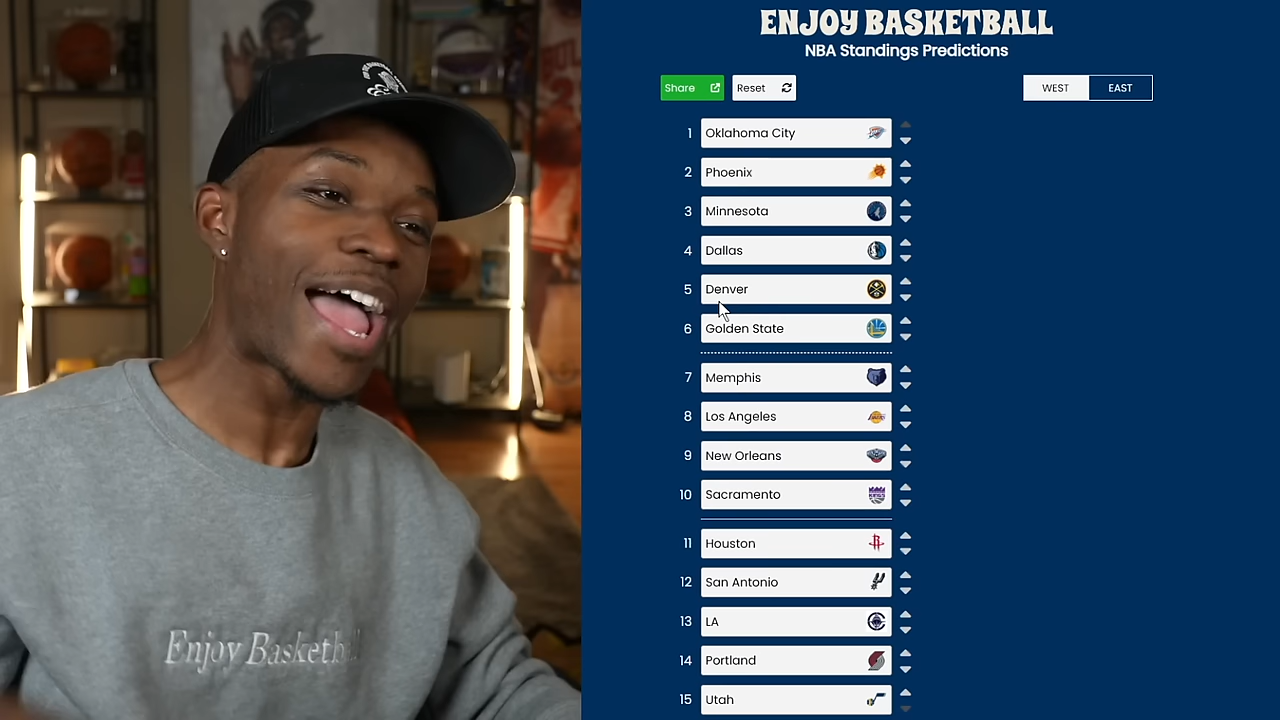 ENJOY BASKETBALL
NBA Standings Predictions
Share
Reset
WEST
EAST
1 Oklahoma City
2 Phoenix
3 Minnesota
4 Dallas
5 Denver
6 Golden State
7 Memphis
8 Los Angeles
9 New Orleans
10 Sacramento
11 Houston
12 San Antonio
13 LA
14 Portland
15 Utah
Enjoy Basketball